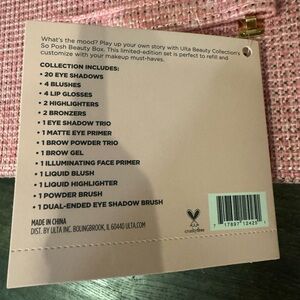 What's the mood? Play up your own story with Ulta Beauty Collection's
So Posh Beauty Box. This limited-edition set is perfect to refill and
customize with your makeup must-haves.
COLLECTION INCLUDES:
• 20 EYE SHADOWS
• 4 BLUSHES
• 4 LIP GLOSSES
• 2 HIGHLIGHTERS
• 2 BRONZERS
• 1 EYE SHADOW TRIO
• 1 MATTE EYE PRIMER
• 1 BROW POWDER TRIO
• 1 BROW GEL
• 1 ILLUMINATING FACE PRIMER
• 1 LIQUID BLUSH
• 1 LIQUID HIGHLIGHTER
• 1 POWDER BRUSH
• 1 DUAL-ENDED EYE SHADOW BRUSH
MADE IN CHINA
DIST. BY ULTA INC. BOLINGBROOK, IL 60440 ULTA.COM
crueltyfree